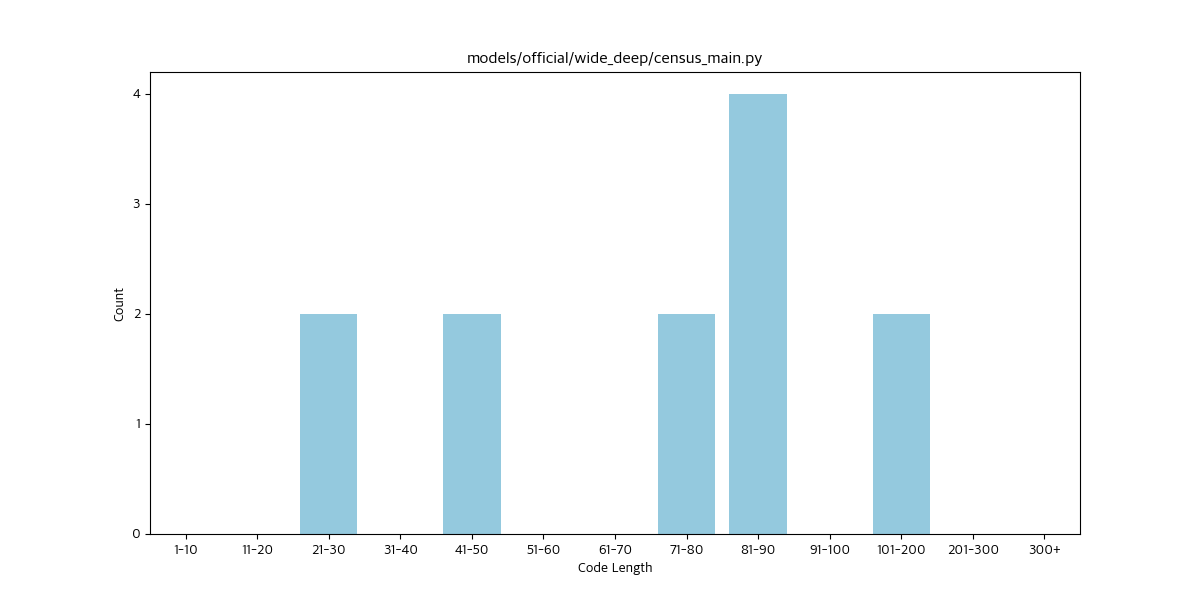 models/official/wide_deep/census_main.py
4
3
2
1
0
Count
1-10 11-20 21-30 31-40 41-50 51-60 61-70 71-80 81-90 91-100 101-200 201-300 300+
Code Length